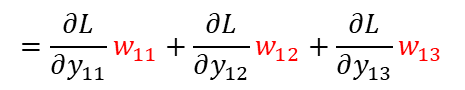 = ∂L/∂y₁₁ w₁₁ + ∂L/∂y₁₂ w₁₂ + ∂L/∂y₁₃ w₁₃